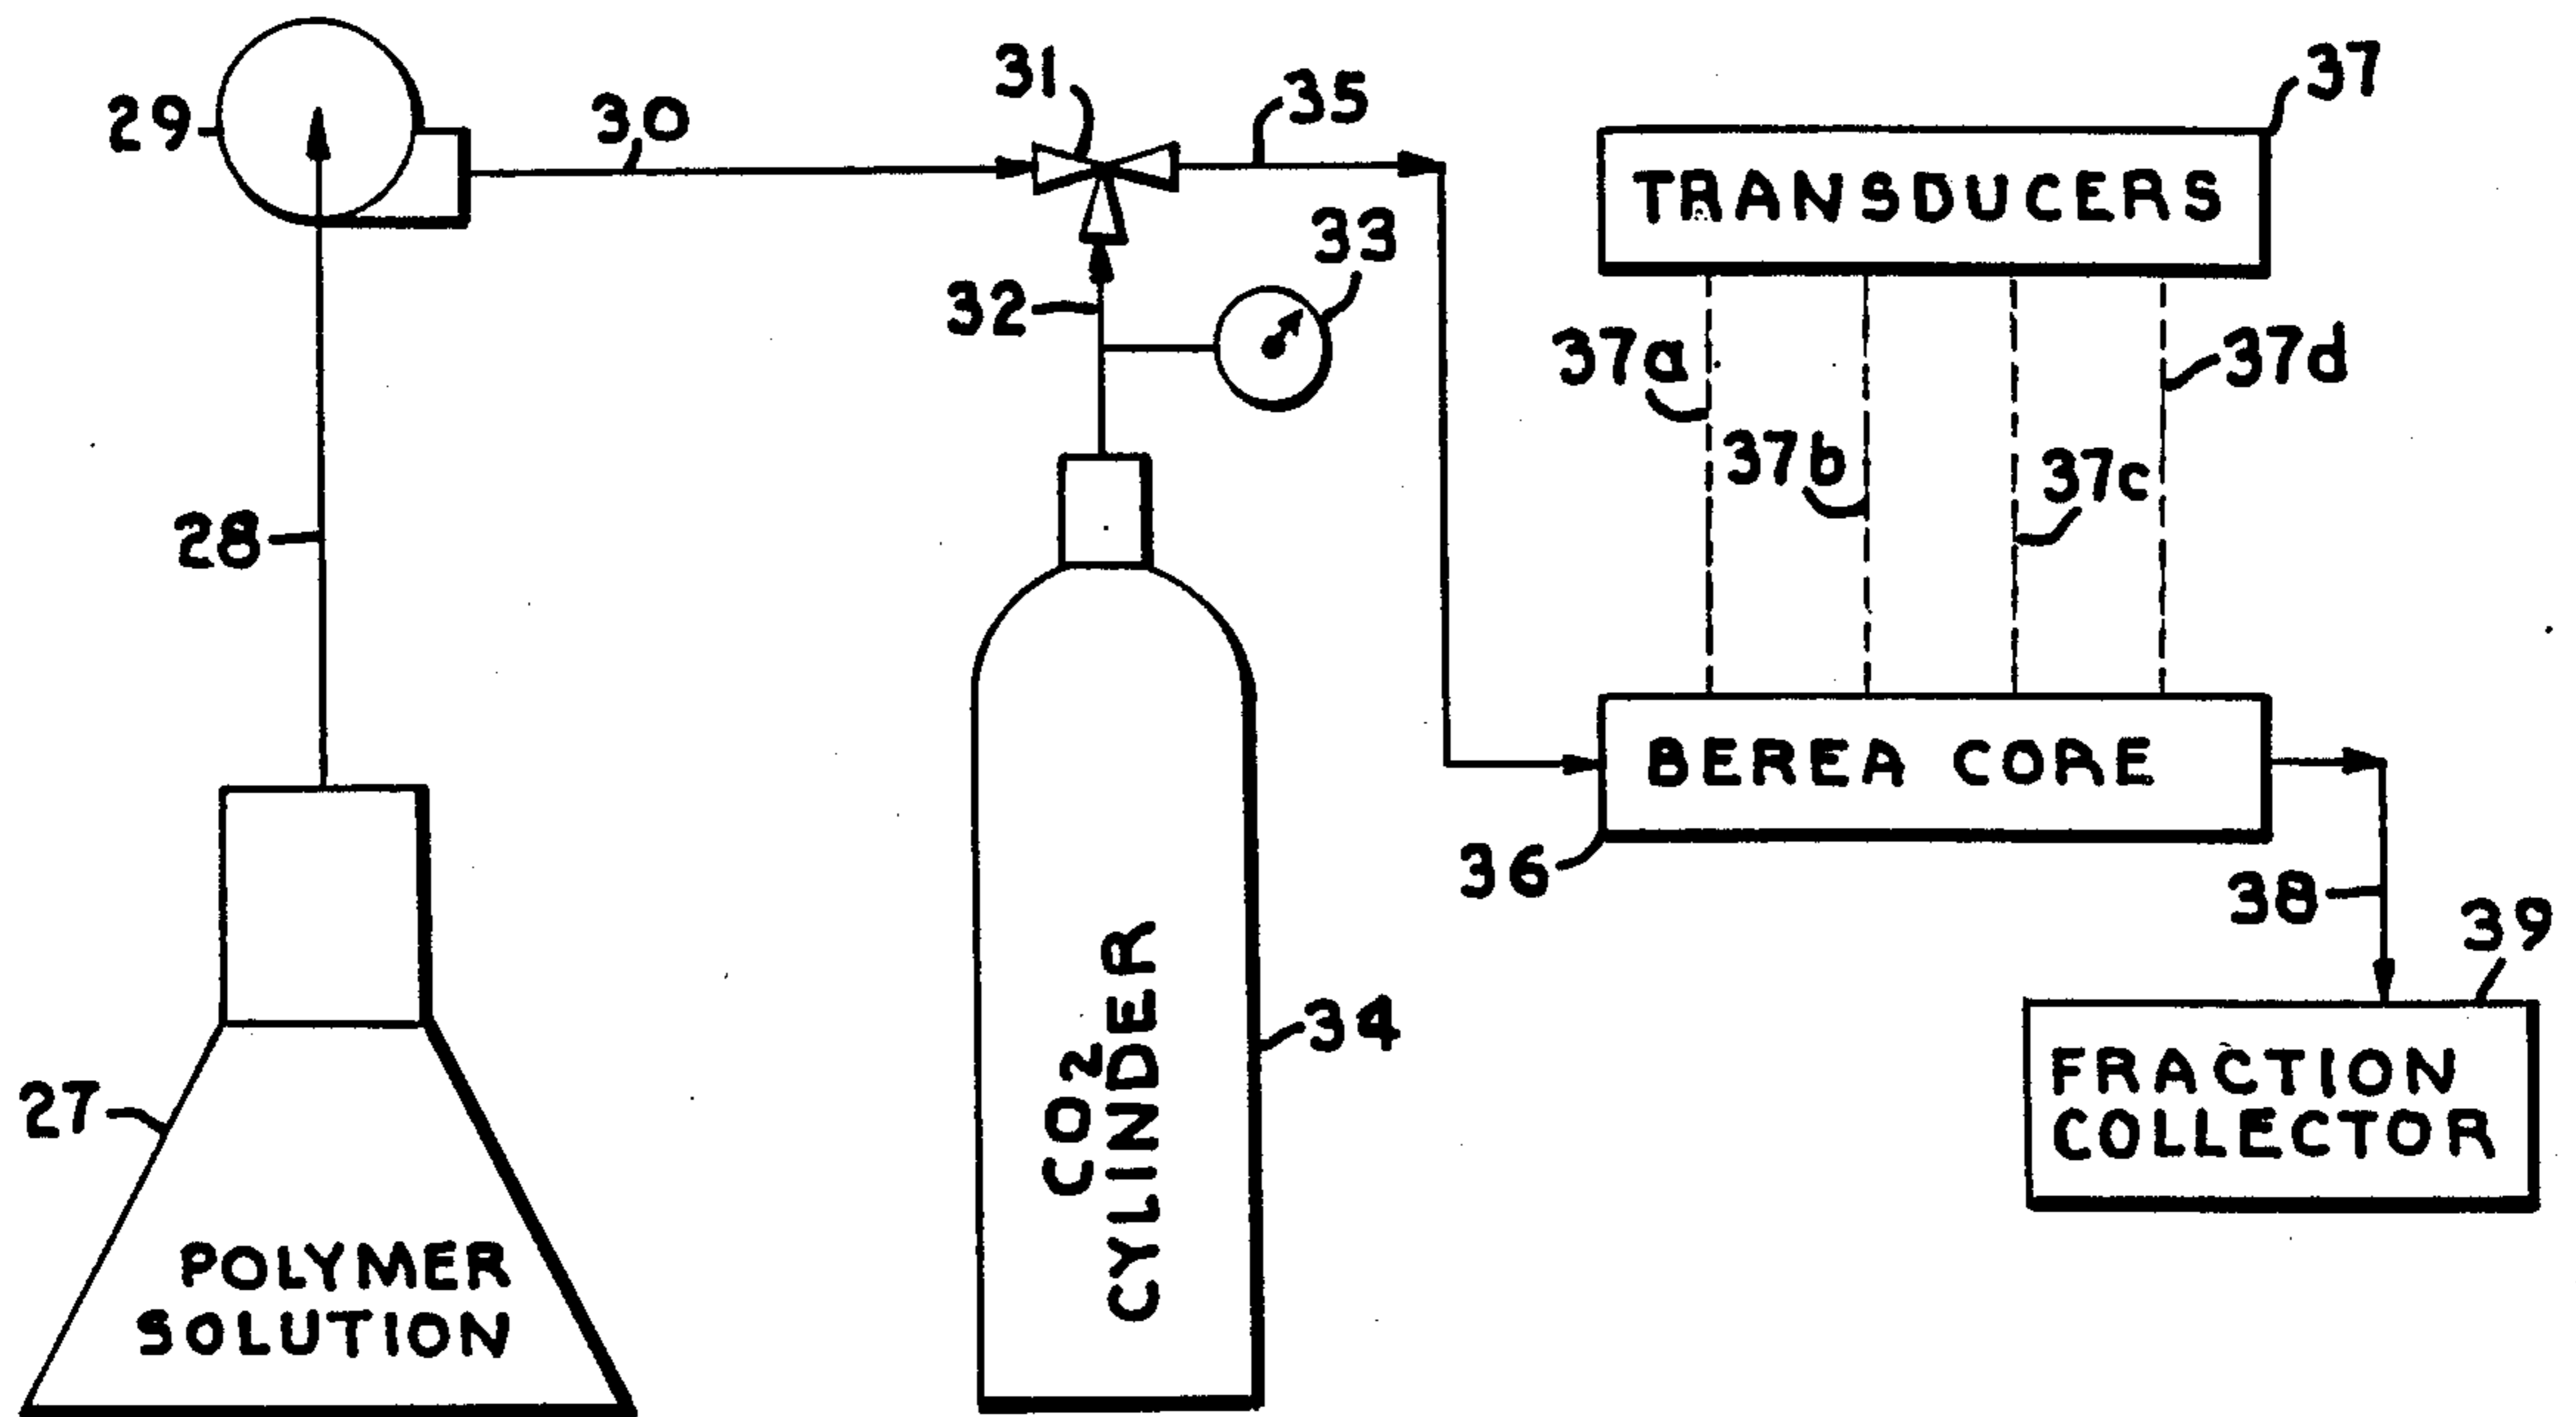 29
30
31
35
37
TRANSDUCERS
33
32
37a
37d
37b
37c
28
BEREA CORE
36
38
39
34
27
CO2
CYLINDER
FRACTION
COLLECTOR
POLYMER
SOLUTION